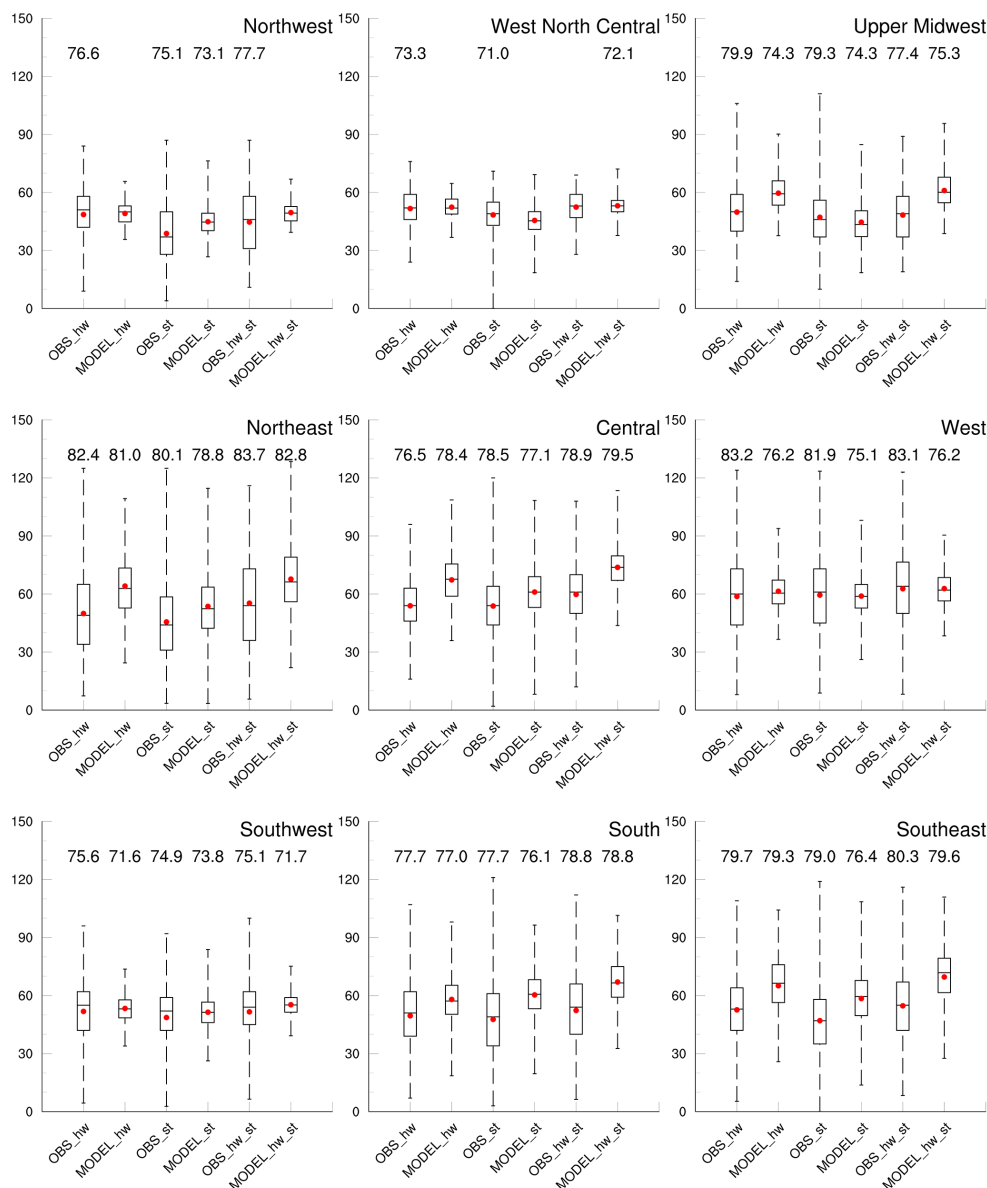 150 Northwest 150 West North Central 150 Upper Midwest
76.6 75.1 73.1 77.7 73.3 71.0 72.1 79.9 74.3 79.3 74.3 77.4 75.3
120 120 120
90 90 90
60 60 60
30 30 30
0 0 0
OBS_hw MODEL_hw OBS_st MODEL_st OBS_hw_st MODEL_hw_st OBS_hw MODEL_hw OBS_st MODEL_st OBS_hw_st MODEL_hw_st OBS_hw MODEL_hw OBS_st MODEL_st OBS_hw_st MODEL_hw_st
150 Northeast 150 Central 150 West
82.4 81.0 80.1 78.8 83.7 82.8 76.5 78.4 78.5 77.1 78.9 79.5 83.2 76.2 81.9 75.1 83.1 76.2
120 120 120
90 90 90
60 60 60
30 30 30
0 0 0
OBS_hw MODEL_hw OBS_st MODEL_st OBS_hw_st MODEL_hw_st OBS_hw MODEL_hw OBS_st MODEL_st OBS_hw_st MODEL_hw_st OBS_hw MODEL_hw OBS_st MODEL_st OBS_hw_st MODEL_hw_st
150 Southwest 150 South 150 Southeast
75.6 71.6 74.9 73.8 75.1 71.7 77.7 77.0 77.7 76.1 78.8 78.8 79.7 79.3 79.0 76.4 80.3 79.6
120 120 120
90 90 90
60 60 60
30 30 30
0 0 0
OBS_hw MODEL_hw OBS_st MODEL_st OBS_hw_st MODEL_hw_st OBS_hw MODEL_hw OBS_st MODEL_st OBS_hw_st MODEL_hw_st OBS_hw MODEL_hw OBS_st MODEL_st OBS_hw_st MODEL_hw_st